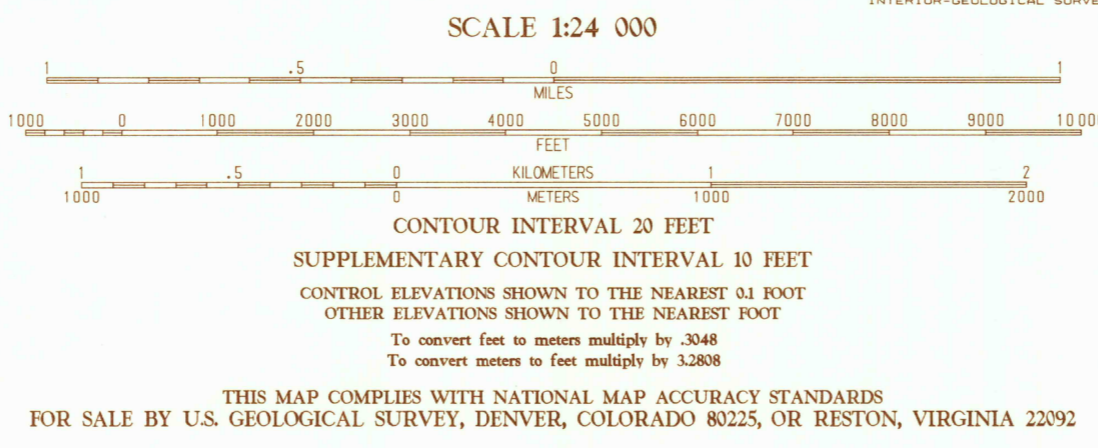 INTERIOR-GEOLOGICAL SURVE
SCALE 1:24 000
1 .5 0 1
MILES
1000 0 1000 2000 3000 4000 5000 6000 7000 8000 9000 10 00
FEET
1 .5 0 KILOMETERS 1 2
1000 0 METERS 1000 2000
CONTOUR INTERVAL 20 FEET
SUPPLEMENTARY CONTOUR INTERVAL 10 FEET
CONTROL ELEVATIONS SHOWN TO THE NEAREST 0.1 FOOT
OTHER ELEVATIONS SHOWN TO THE NEAREST FOOT
To convert feet to meters multiply by .3048
To convert meters to feet multiply by 3.2808
THIS MAP COMPLIES WITH NATIONAL MAP ACCURACY STANDARDS
FOR SALE BY U.S. GEOLOGICAL SURVEY, DENVER, COLORADO 80225, OR RESTON, VIRGINIA 22092